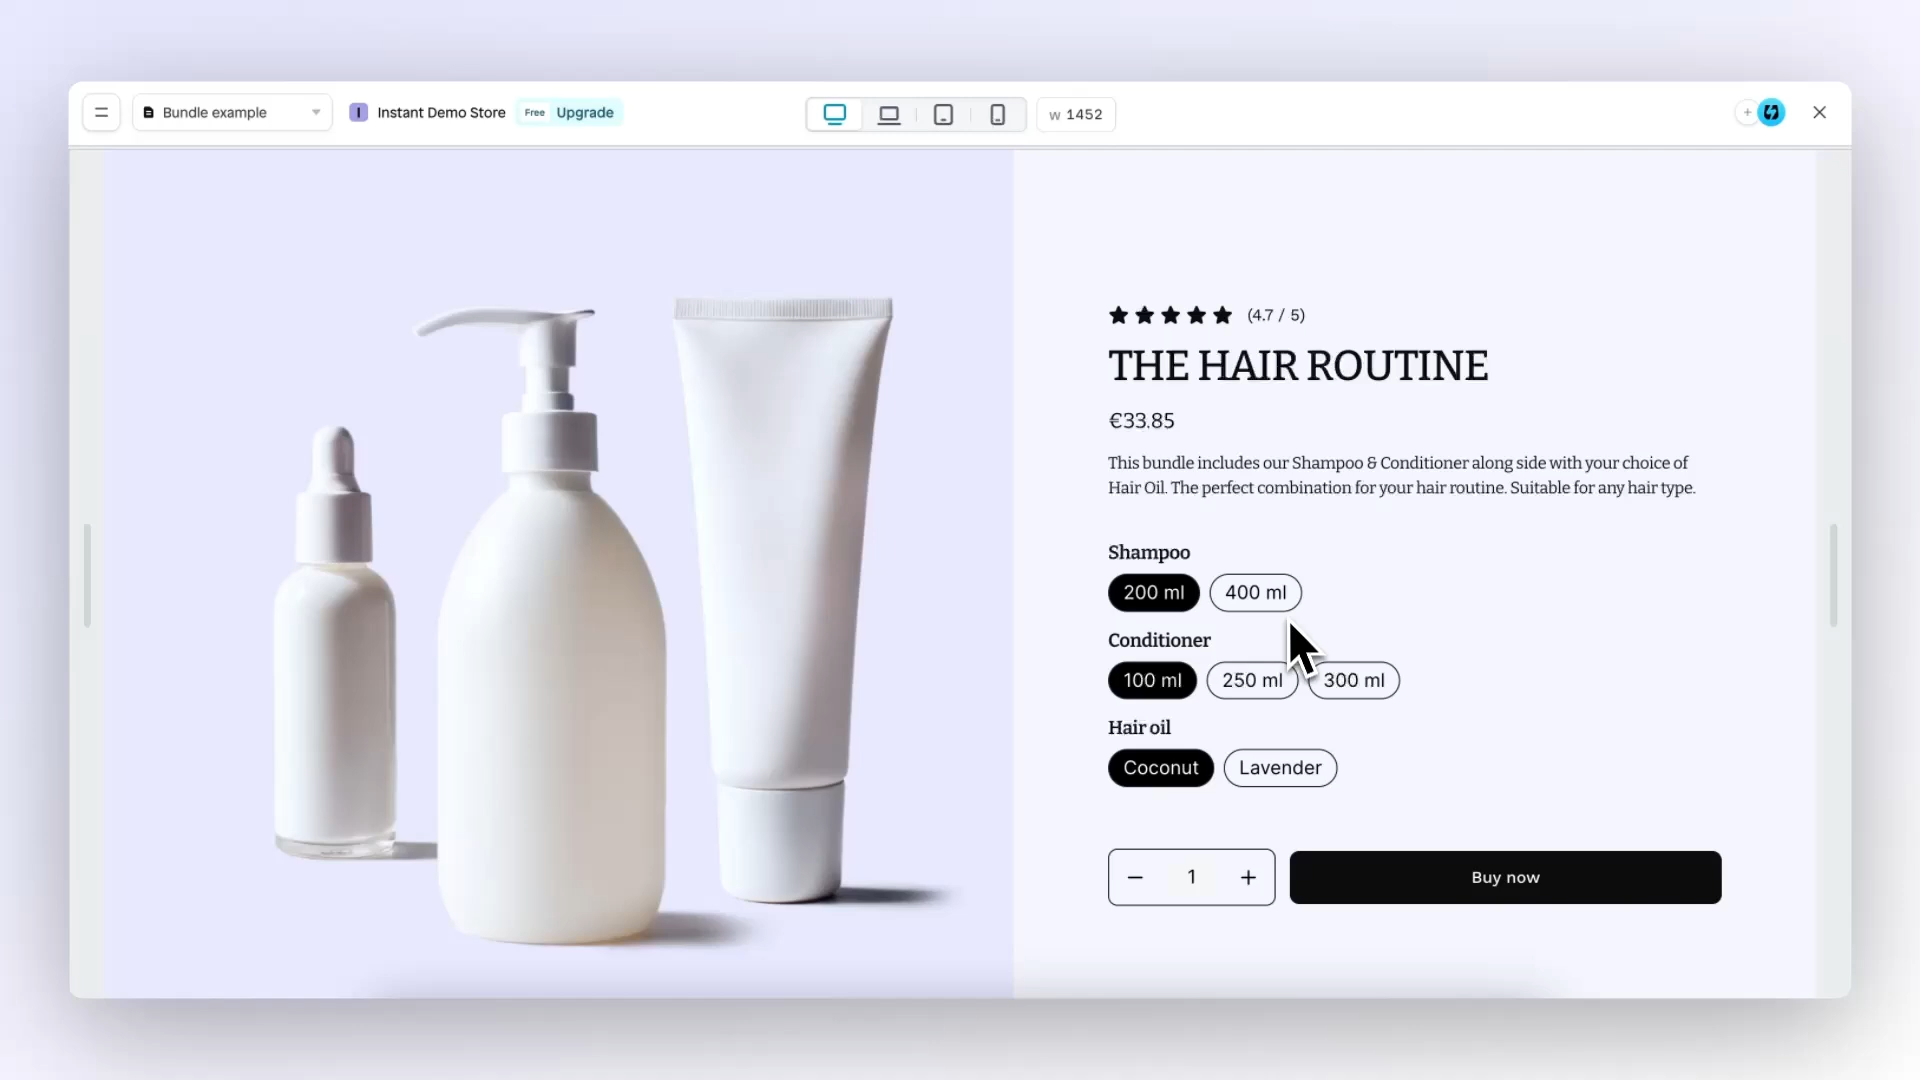 Bundle example
I Instant Demo Store Free Upgrade
W 1452
(4.7 / 5)
THE HAIR ROUTINE
€33.85
This bundle includes our Shampoo & Conditioner along side with your choice of
Hair Oil. The perfect combination for your hair routine. Suitable for any hair type.
Shampoo
200 ml 400 ml
Conditioner
100 ml 250 ml 300 ml
Hair oil
Coconut Lavender
1
Buy now